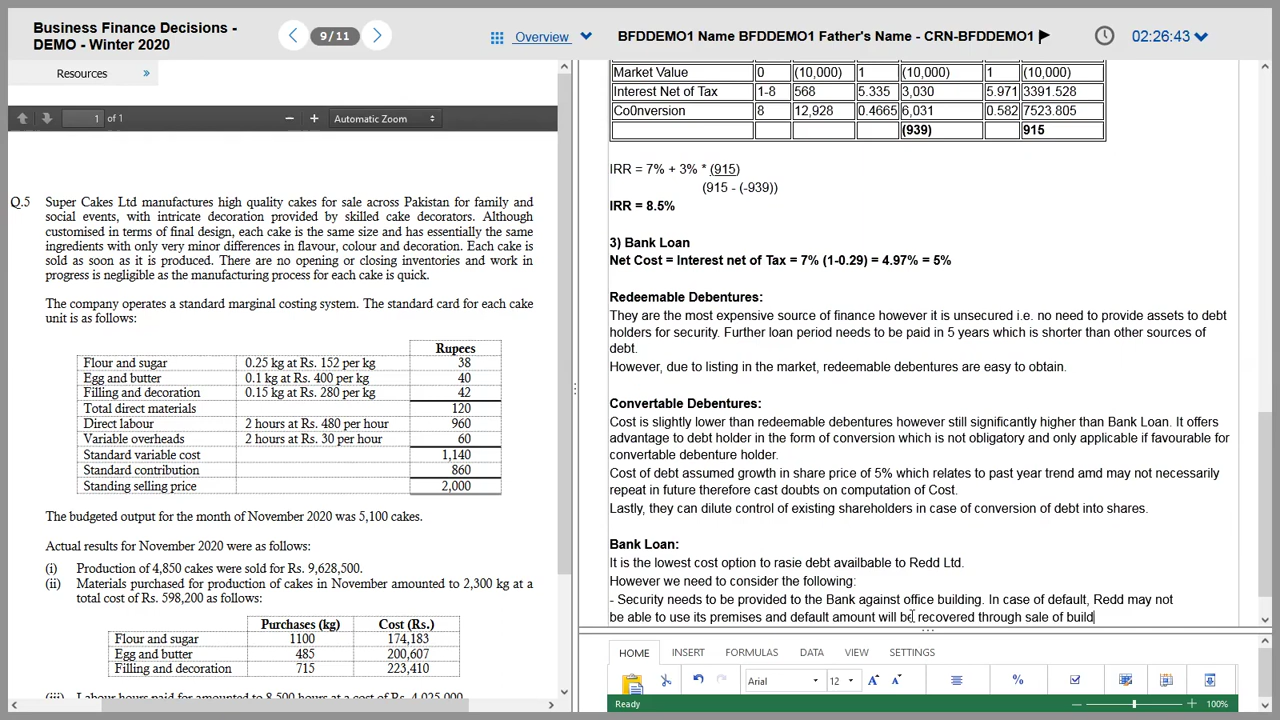 Business Finance Decisions -
DEMO - Winter 2020
9/11
Overview
BFDDEMO1 Name BFDDEMO1 Father's Name - CRN-BFDDEMO1
02:26:43
Resources
1 of 1
Automatic Zoom
Q.5 Super Cakes Ltd manufactures high quality cakes for sale across Pakistan for family and
social events, with intricate decoration provided by skilled cake decorators. Although
customised in terms of final design, each cake is the same size and has essentially the same
ingredients with only very minor differences in flavour, colour and decoration. Each cake is
sold as soon as it is produced. There are no opening or closing inventories and work in
progress is negligible as the manufacturing process for each cake is quick.
The company operates a standard marginal costing system. The standard card for each cake
unit is as follows:
Rupees
Flour and sugar 0.25 kg at Rs. 152 per kg 38
Egg and butter 0.1 kg at Rs. 400 per kg 40
Filling and decoration 0.15 kg at Rs. 280 per kg 42
Total direct materials 120
Direct labour 2 hours at Rs. 480 per hour 960
Variable overheads 2 hours at Rs. 30 per hour 60
Standard variable cost 1,140
Standard contribution 860
Standing selling price 2,000
The budgeted output for the month of November 2020 was 5,100 cakes.
Actual results for November 2020 were as follows:
(i) Production of 4,850 cakes were sold for Rs. 9,628,500.
(ii) Materials purchased for production of cakes in November amounted to 2,300 kg at a
total cost of Rs. 598,200 as follows:
Purchases (kg) Cost (Rs.)
Flour and sugar 1100 174,183
Egg and butter 485 200,607
Filling and decoration 715 223,410
(iii) Labour hours paid for amounted to 8,500 hours at a cost of Rs. 4,025,000
Market Value 0 (10,000) 1 (10,000) 1 (10,000)
Interest Net of Tax 1-8 568 5.335 3,030 5.971 3391.528
Co0nversion 8 12,928 0.4665 6,031 0.582 7523.805
(939) 915
IRR = 7% + 3% * (915)
(915 - (-939))
IRR = 8.5%
3) Bank Loan
Net Cost = Interest net of Tax = 7% (1-0.29) = 4.97% = 5%
Redeemable Debentures:
They are the most expensive source of finance however it is unsecured i.e. no need to provide assets to debt
holders for security. Further loan period needs to be paid in 5 years which is shorter than other sources of
debt.
However, due to listing in the market, redeemable debentures are easy to obtain.
Convertable Debentures:
Cost is slightly lower than redeemable debentures however still significantly higher than Bank Loan. It offers
advantage to debt holder in the form of conversion which is not obligatory and only applicable if favourable for
convertable debenture holder.
Cost of debt assumed growth in share price of 5% which relates to past year trend amd may not necessarily
repeat in future therefore cast doubts on computation of Cost.
Lastly, they can dilute control of existing shareholders in case of conversion of debt into shares.
Bank Loan:
It is the lowest cost option to rasie debt availbable to Redd Ltd.
However we need to consider the following:
- Security needs to be provided to the Bank against office building. In case of default, Redd may not
be able to use its premises and default amount will be recovered through sale of build
HOME INSERT FORMULAS DATA VIEW SETTINGS
Arial 12 A A %
Ready 100%